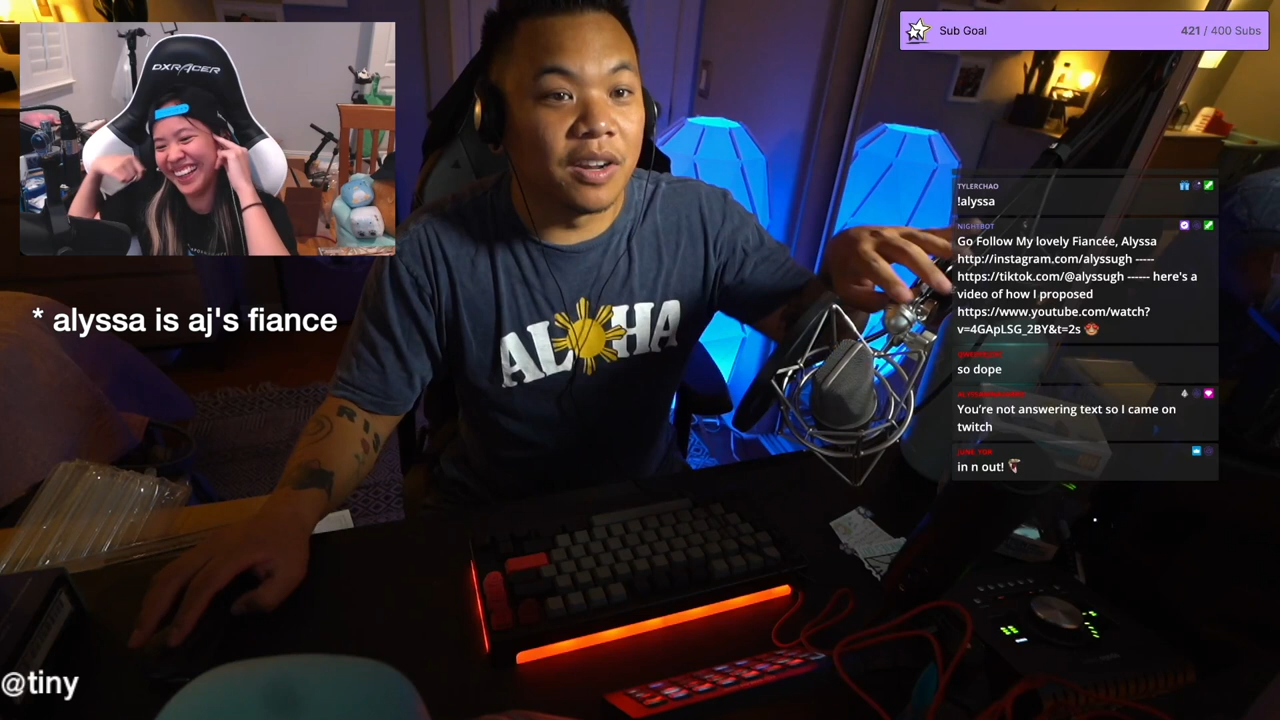 DXRACER
Sub Goal
421 / 400 Subs
TYLERCHAO
!alyssa
NIGHTBOT
Go Follow My lovely Fiancée, Alyssa
http://instagram.com/alyssugh -----
https://tiktok.com/@alyssugh ------ here's a
video of how I proposed
https://www.youtube.com/watch?
v=4GApLSG_2BY&t=2s
so dope
You're not answering text so I came on
twitch
in n out!
* alyssa is aj's fiance
ALOHA
@tiny